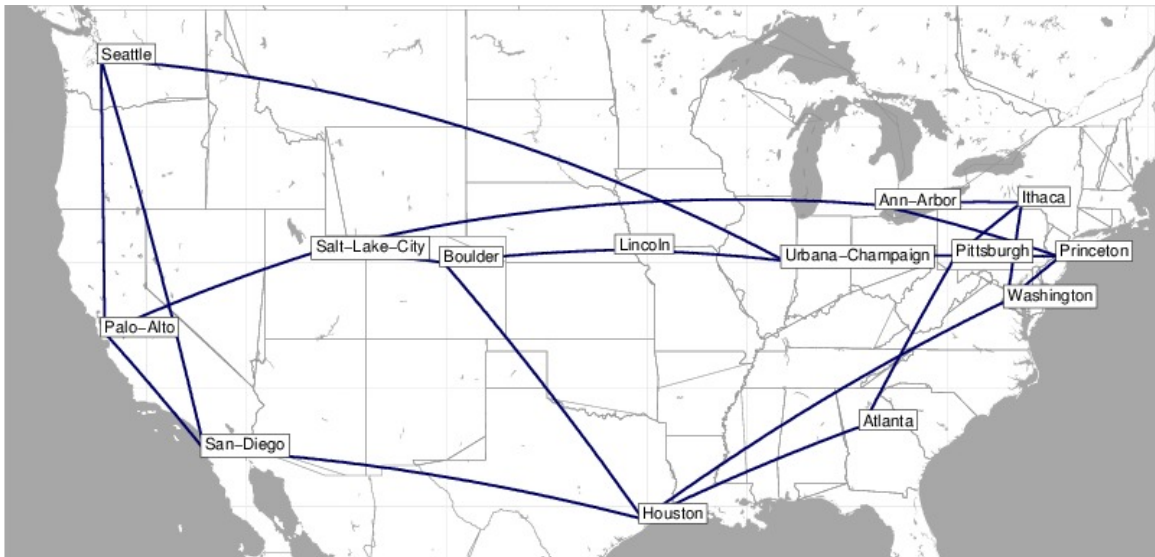 Seattle
Ann−Arbor
Ithaca
Salt−Lake−City
Boulder
Lincoln
Urbana−Champaign
Pittsburgh
Princeton
Washington
Palo−Alto
Atlanta
San−Diego
Houston